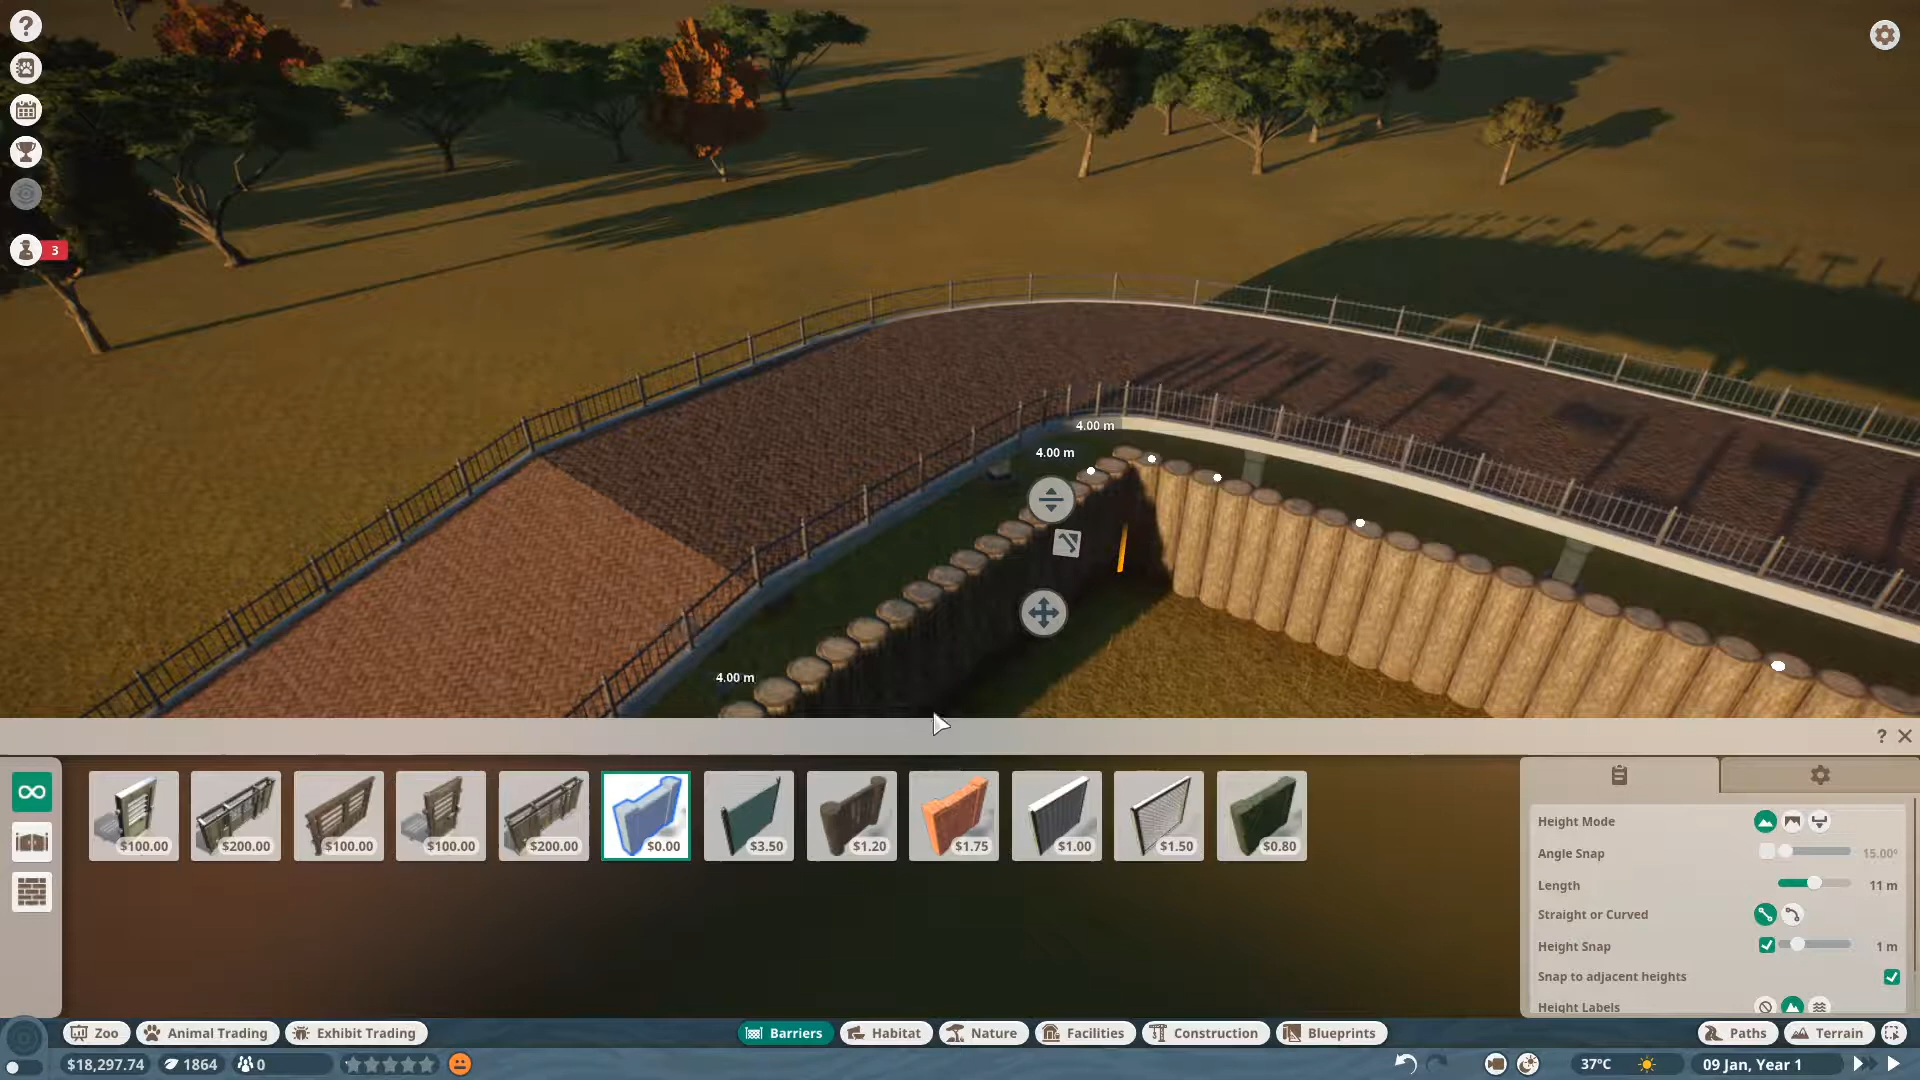 ?
3
4.00 m
4.00 m
4.00 m
?
$100.00
$200.00
$100.00
$100.00
$200.00
$0.00
$3.50
$1.20
$1.75
$1.00
$1.50
$0.80
Height Mode
Angle Snap 15.00°
Length 11 m
Straight or Curved
Height Snap 1 m
Snap to adjacent heights
Height Labels
Zoo Animal Trading Exhibit Trading Barriers Habitat Nature Facilities Construction Blueprints Paths Terrain
$18,297.74 1864 0 37°C 09 Jan, Year 1